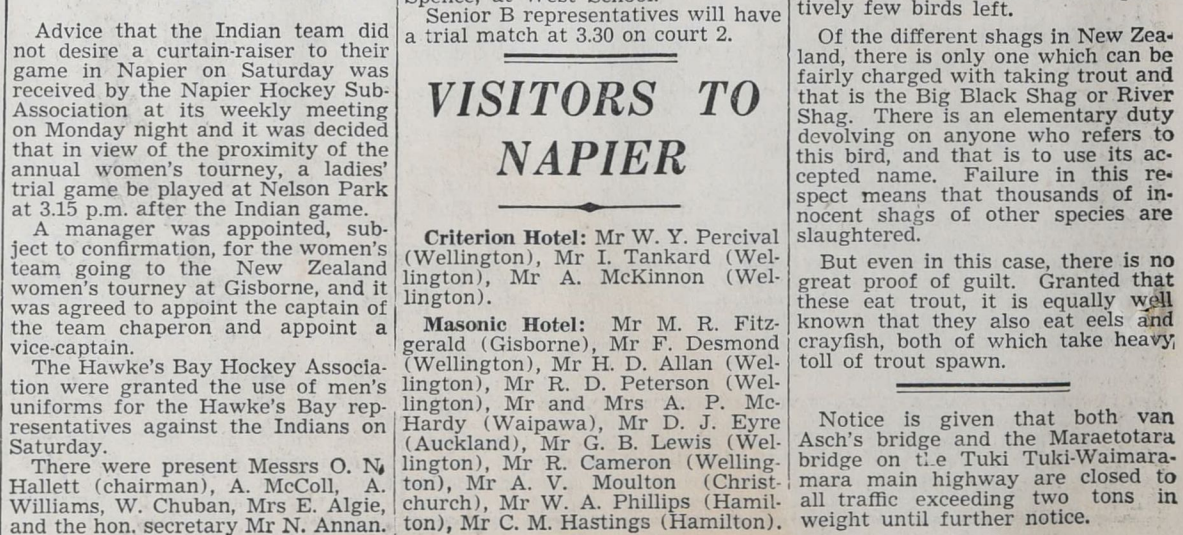 Advice that the Indian team did
not desire a curtain-raiser to their
game in Napier on Saturday was
received by the Napier Hockey Sub-
Association at its weekly meeting
on Monday night and it was decided
that in view of the proximity of the
annual women's tourney, a ladies'
trial game be played at Nelson Park
at 3.15 p.m. after the Indian game.
A manager was appointed, sub-
ject to confirmation, for the women's
team going to the New Zealand
women's tourney at Gisborne, and it
was agreed to appoint the captain of
the team chaperon and appoint a
vice-captain.
The Hawke's Bay Hockey Associa-
tion were granted the use of men's
uniforms for the Hawke's Bay rep-
resentatives against the Indians on
Saturday.
There were present Messrs O. N.
Hallett (chairman), A. McColl, A.
Williams, W. Chuban, Mrs E. Algie,
and the hon. secretary Mr N. Annan.
Senior B representatives will have
a trial match at 3.30 on court 2.
VISITORS TO
NAPIER
Criterion Hotel: Mr W. Y. Percival
(Wellington), Mr I. Tankard (Wel-
lington), Mr A. McKinnon (Wel-
lington).
Masonic Hotel: Mr M. R. Fitz-
gerald (Gisborne), Mr F. Desmond
(Wellington), Mr H. D. Allan (Wel-
lington), Mr R. D. Peterson (Wel-
lington), Mr and Mrs A. P. Mc-
Hardy (Waipawa), Mr D. J. Eyre
(Auckland), Mr G. B. Lewis (Wel-
lington), Mr R. Cameron (Welling-
ton), Mr A. V. Moulton (Christ-
church), Mr W. A. Phillips (Hamil-
ton), Mr C. M. Hastings (Hamilton).
tively few birds left.
Of the different shags in New Zea-
land, there is only one which can be
fairly charged with taking trout and
that is the Big Black Shag or River
Shag. There is an elementary duty
devolving on anyone who refers to
this bird, and that is to use its ac-
cepted name. Failure in this re-
spect means that thousands of in-
nocent shags of other species are
slaughtered.
But even in this case, there is no
great proof of guilt. Granted that
these eat trout, it is equally well
known that they also eat eels and
crayfish, both of which take heavy
toll of trout spawn.
Notice is given that both van
Asch's bridge and the Maraetotara
bridge on the Tuki Tuki-Waimara-
mara main highway are closed to
all traffic exceeding two tons in
weight until further notice.